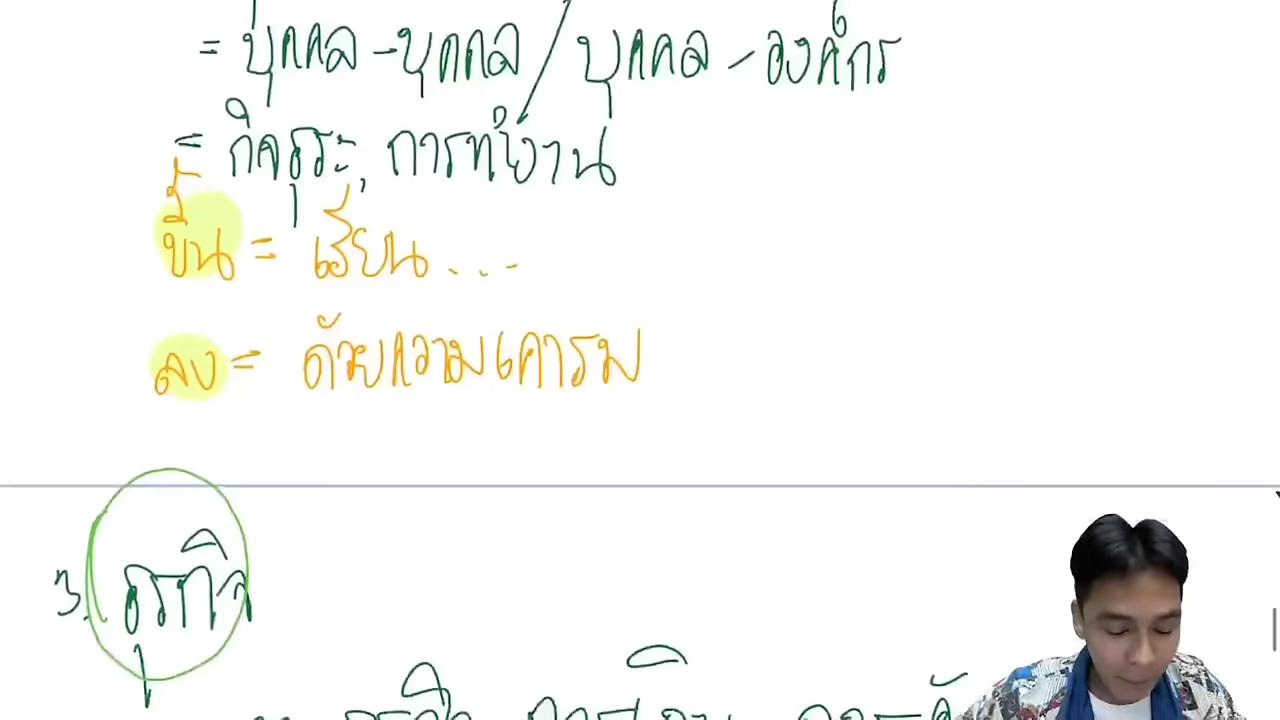 = บุคคล - บุคคล / บุคคล - องค์กร
= กิจธุระ, การทำงาน
ขึ้น = เรียน...
ลง = ด้วยความเคารพ
3. ธุรกิจ